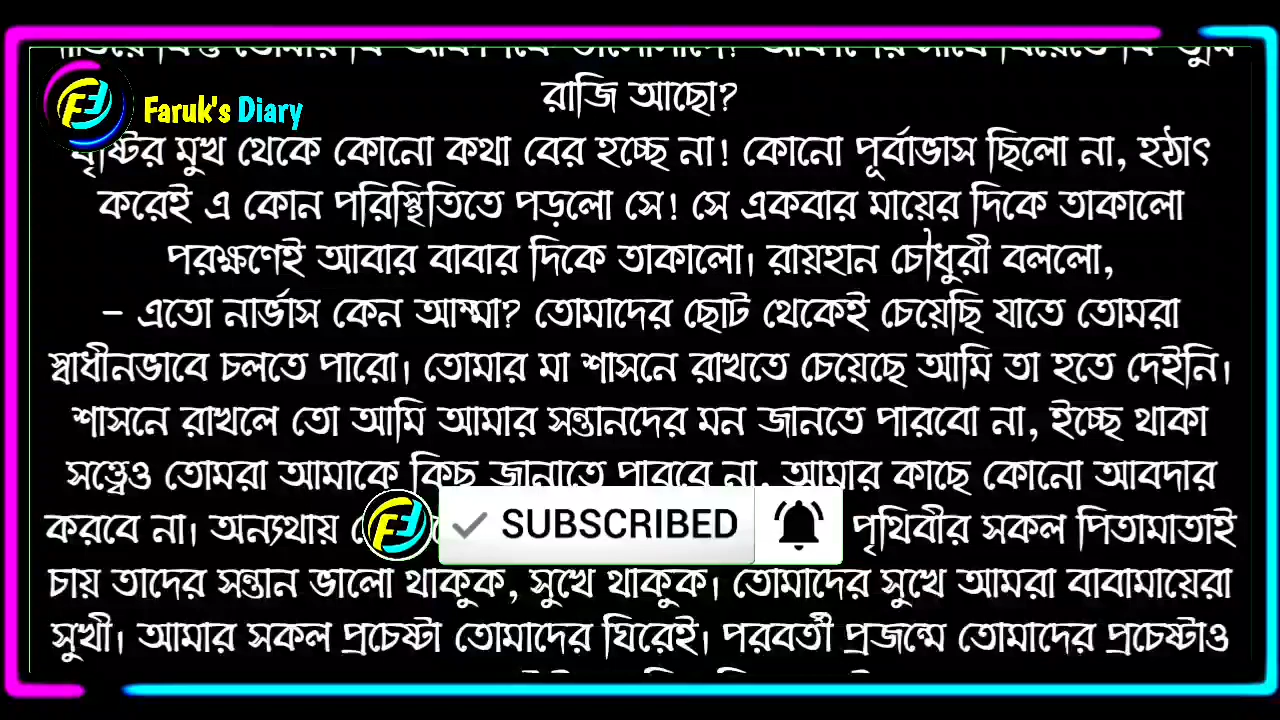 রাজি আছো?
Faruk's Diary
বৃষ্টির মুখ থেকে কোনো কথা বের হচ্ছে না! কোনো পূর্বাভাস ছিলো না, হঠাৎ
করেই এ কোন পরিস্থিতিতে পড়লো সে! সে একবার মায়ের দিকে তাকালো
পরক্ষণেই আবার বাবার দিকে তাকালো। রায়হান চৌধুরী বললো,
– এতো নার্ভাস কেন আম্মা? তোমাদের ছোট থেকেই চেয়েছি যাতে তোমরা
স্বাধীনভাবে চলতে পারো। তোমার মা শাসনে রাখতে চেয়েছে আমি তা হতে দেইনি।
শাসনে রাখলে তো আমি আমার সন্তানদের মন জানতে পারবো না, ইচ্ছে থাকা
সত্ত্বেও তোমরা আমাকে কিছু জানাতে পারবে না, আমার কাছে কোনো আবদার
করবে না। অন্যথায় পৃথিবীর সকল পিতামাতাই
SUBSCRIBED
চায় তাদের সন্তান ভালো থাকুক, সুখে থাকুক। তোমাদের সুখে আমরা বাবামায়েরা
সুখী। আমার সকল প্রচেষ্টা তোমাদের ঘিরেই। পরবর্তী প্রজন্মে তোমাদের প্রচেষ্টাও